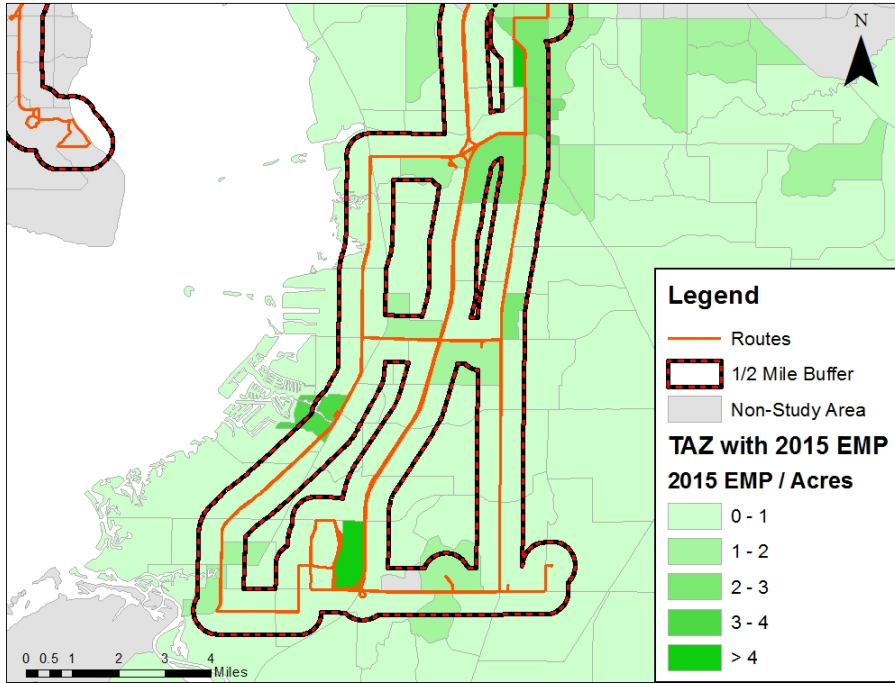 N
Legend
Routes
1/2 Mile Buffer
Non-Study Area
TAZ with 2015 EMP
2015 EMP / Acres
0 - 1
1 - 2
2 - 3
3 - 4
> 4
0 0.5 1 2 3 4
Miles